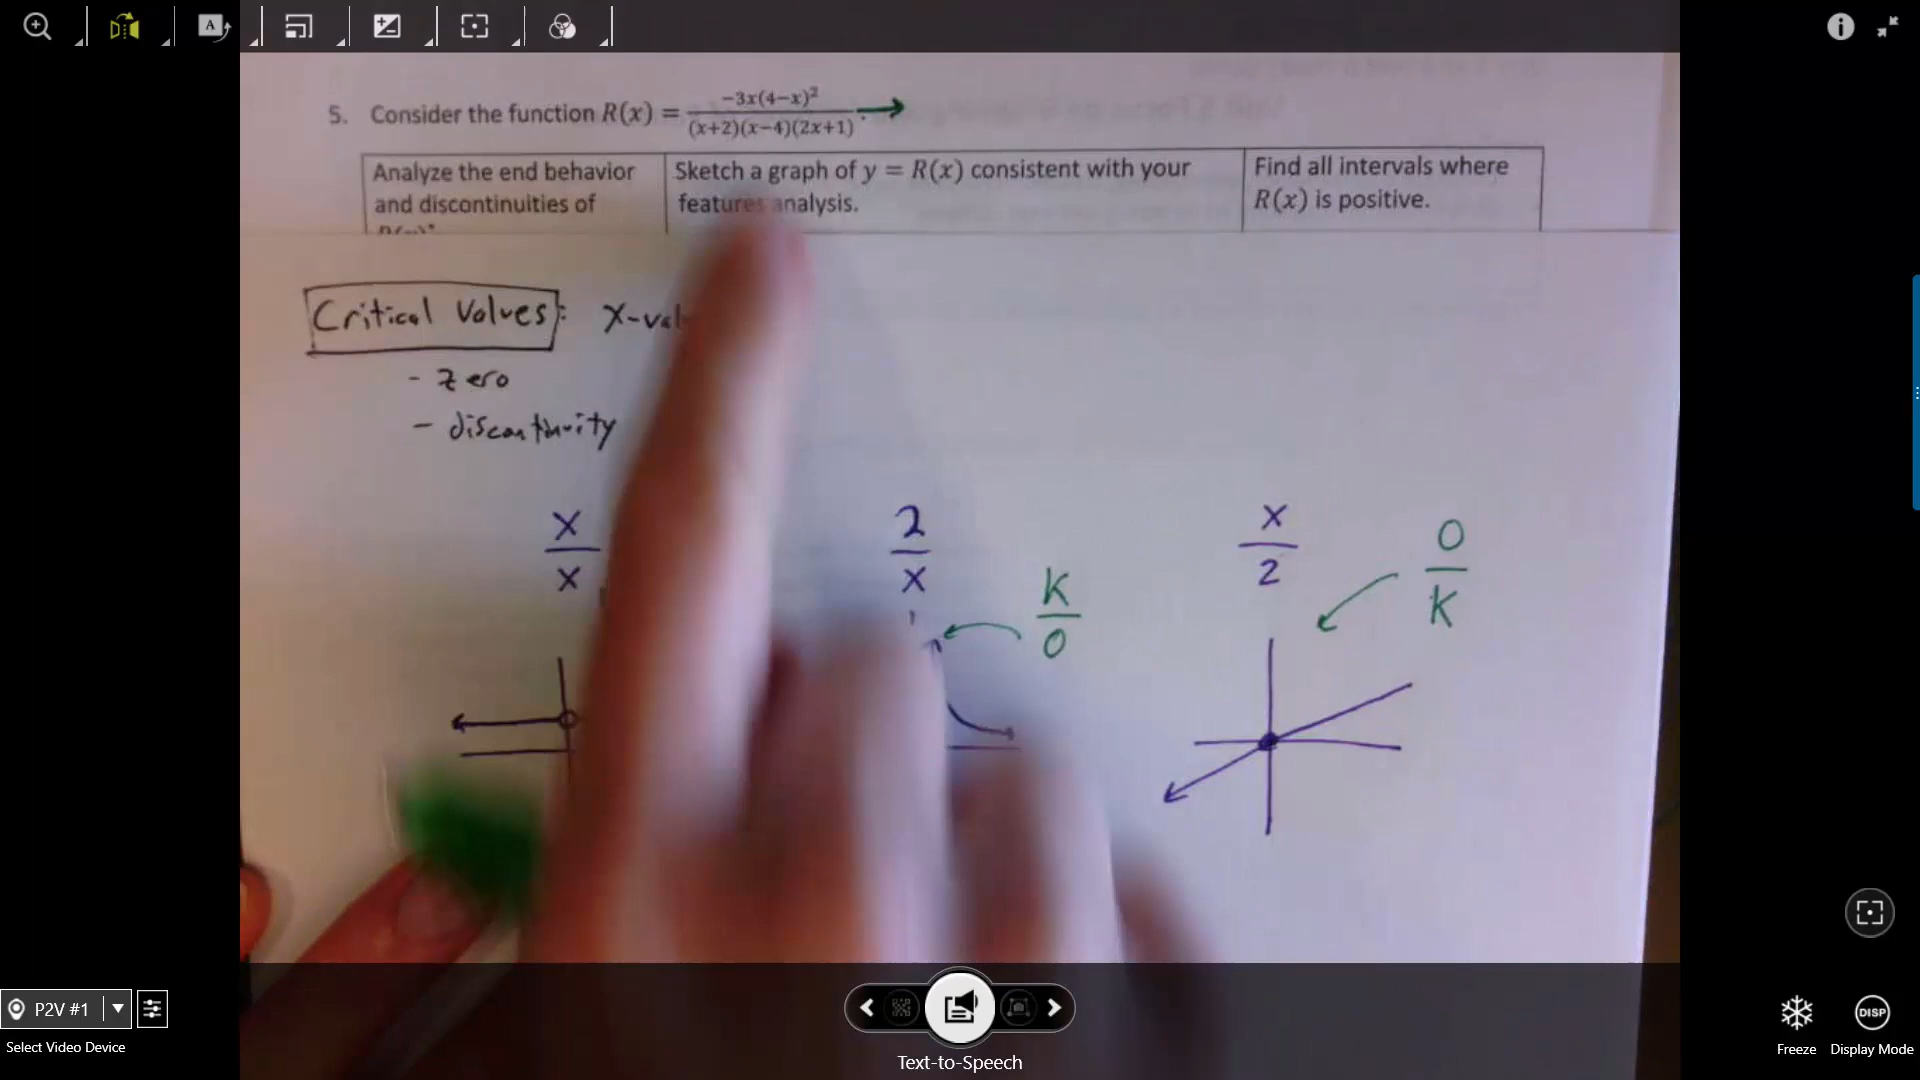 5. Consider the function R(x) = −3x(4−x)² / (x+2)(x−4)(2x+1).
Analyze the end behavior
and discontinuities of
Sketch a graph of y = R(x) consistent with your
features analysis.
Find all intervals where
R(x) is positive.
Critical Values: X-val
- zero
- discontinuity
X
X
2
X
K
0
X
2
0
K
P2V #1
Select Video Device
Text-to-Speech
Freeze
DISP
Display Mode